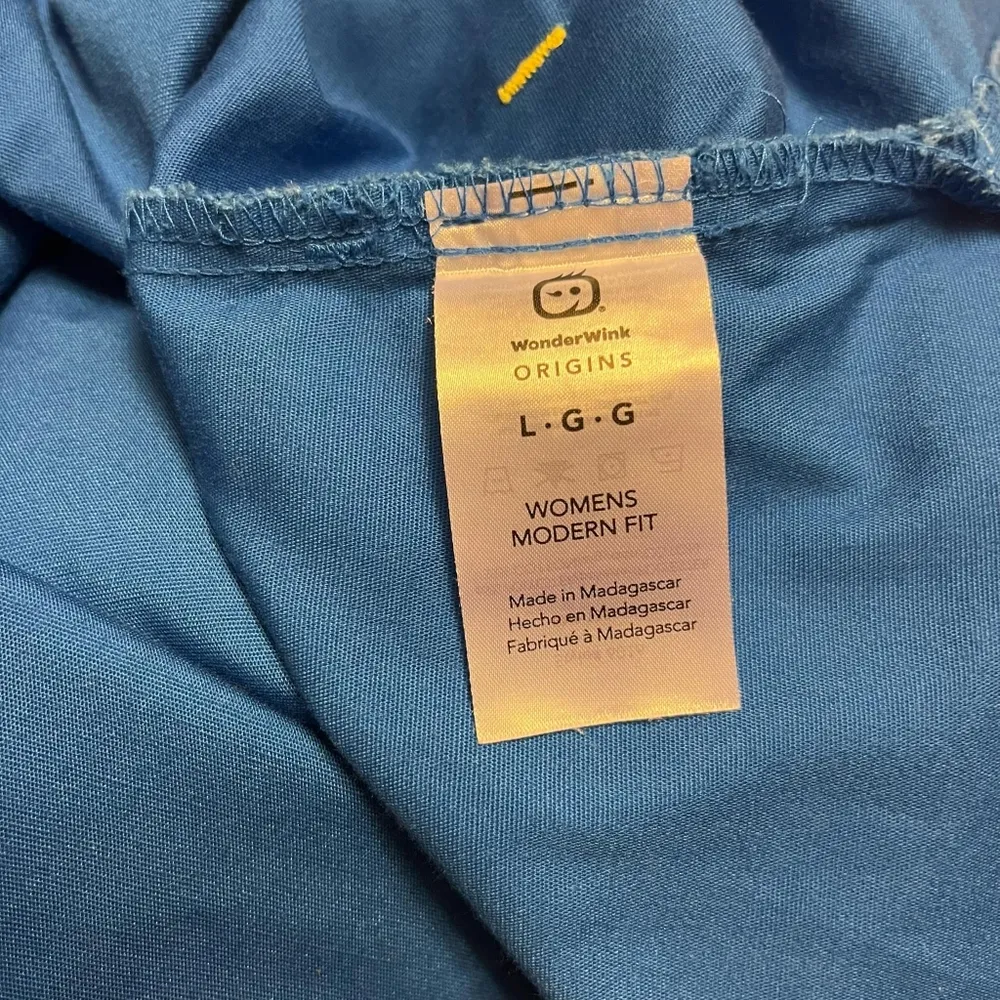 WonderWink
ORIGINS
L · G · G
WOMENS
MODERN FIT
Made in Madagascar
Hecho en Madagascar
Fabriqué à Madagascar